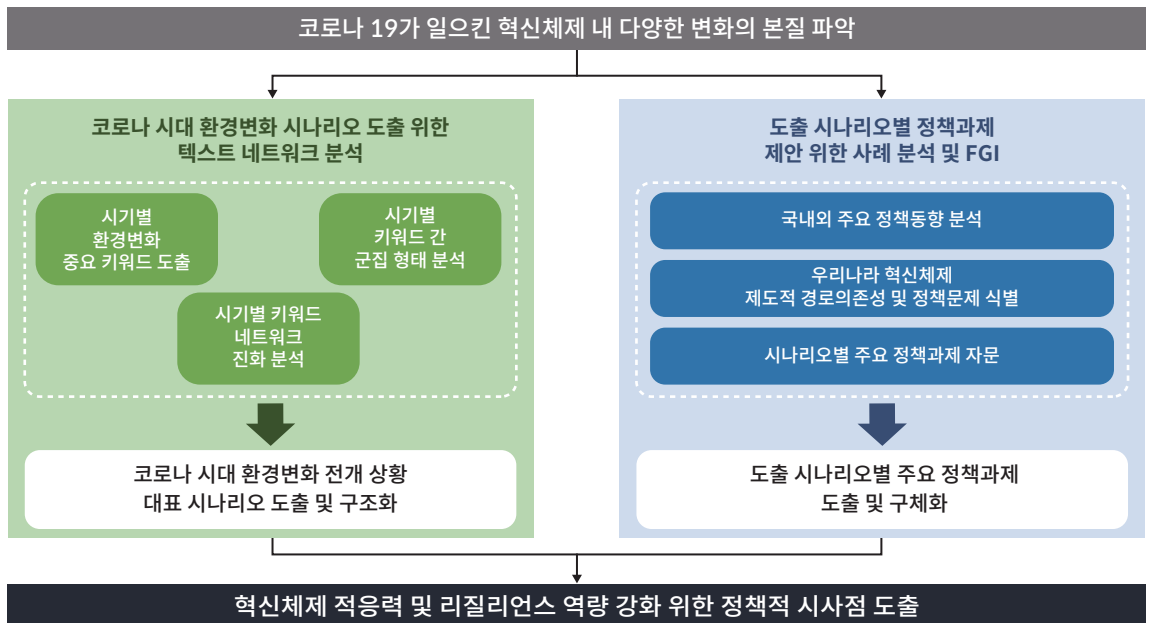 코로나 19가 일으킨 혁신체제 내 다양한 변화의 본질 파악
코로나 시대 환경변화 시나리오 도출 위한
텍스트 네트워크 분석
시기별
환경변화
중요 키워드 도출
시기별
키워드 간
군집 형태 분석
시기별 키워드
네트워크
진화 분석
코로나 시대 환경변화 전개 상황
대표 시나리오 도출 및 구조화
도출 시나리오별 정책과제
제안 위한 사례 분석 및 FGI
국내외 주요 정책동향 분석
우리나라 혁신체제
제도적 경로의존성 및 정책문제 식별
시나리오별 주요 정책과제 자문
도출 시나리오별 주요 정책과제
도출 및 구체화
혁신체제 적응력 및 리질리언스 역량 강화 위한 정책적 시사점 도출